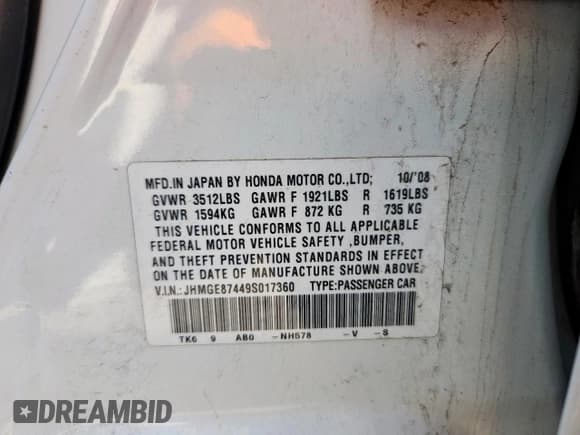 MFD.IN JAPAN BY HONDA MOTOR CO.,LTD; 10/'08
GVWR 3512LBS GAWR F 1921LBS R 1619LBS
GVWR 1594KG GAWR F 872 KG R 735 KG
THIS VEHICLE CONFORMS TO ALL APPLICABLE
FEDERAL MOTOR VEHICLE SAFETY ,BUMPER,
AND THEFT PREVENTION STANDARDS IN EFFECT
ON THE DATE OF MANUFACTURE SHOWN ABOVE.
V.I.N.: JHMGE87449S017360 TYPE:PASSENGER CAR
TK6 9 AB0 -NH578 -V -S
DREAMBID